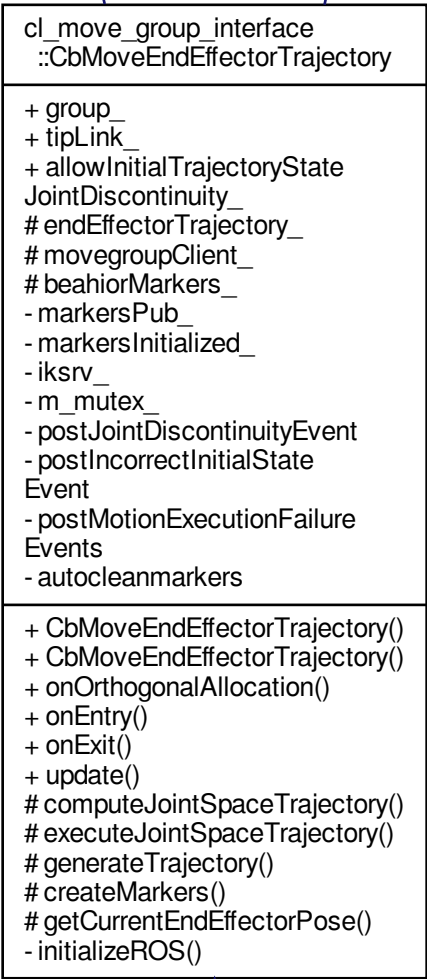 cl_move_group_interface
::CbMoveEndEffectorTrajectory
+ group_
+ tipLink_
+ allowInitialTrajectoryState
JointDiscontinuity_
# endEffectorTrajectory_
# movegroupClient_
# beahiorMarkers_
- markersPub_
- markersInitialized_
- iksrv_
- m_mutex_
- postJointDiscontinuityEvent
- postIncorrectInitialState
Event
- postMotionExecutionFailure
Events
- autocleanmarkers
+ CbMoveEndEffectorTrajectory()
+ CbMoveEndEffectorTrajectory()
+ onOrthogonalAllocation()
+ onEntry()
+ onExit()
+ update()
# computeJointSpaceTrajectory()
# executeJointSpaceTrajectory()
# generateTrajectory()
# createMarkers()
# getCurrentEndEffectorPose()
- initializeROS()